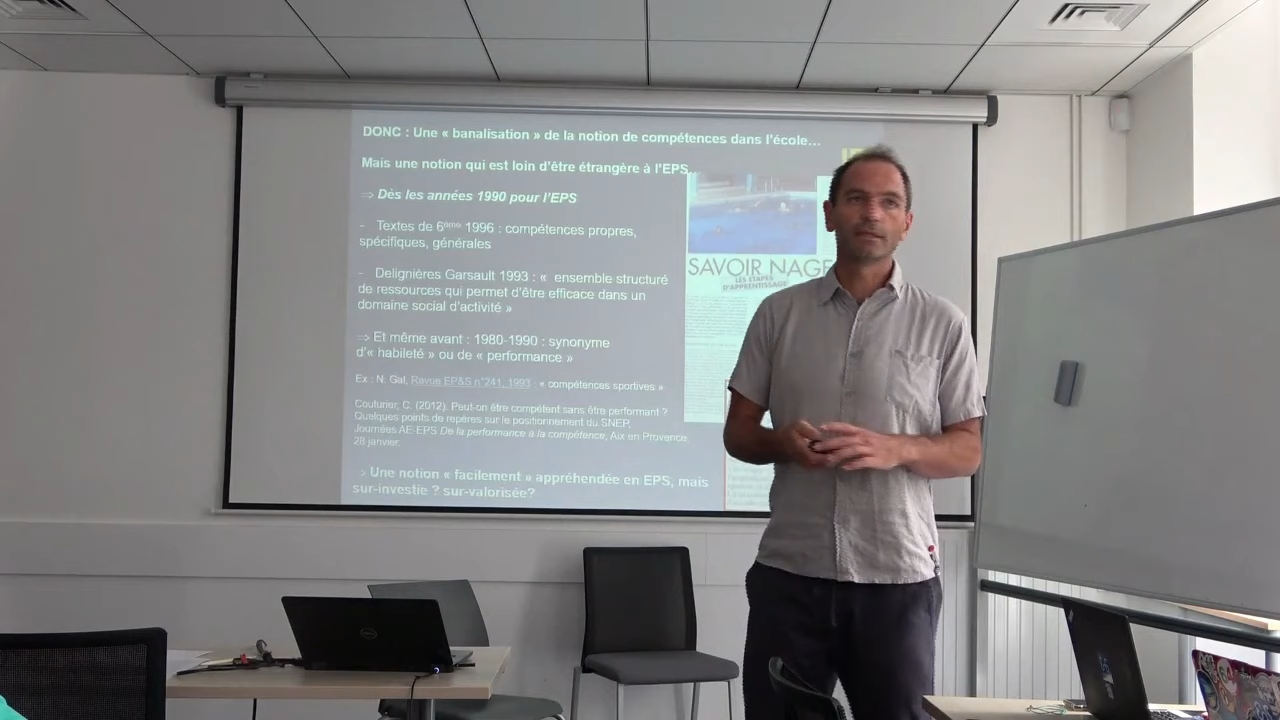 DONC : Une « banalisation » de la notion de compétences dans l'école…
Mais une notion qui est loin d'être étrangère à l'EPS
⇒ Dès les années 1990 pour l'EPS
- Textes de 6ème 1996 : compétences propres,
spécifiques, générales
- Delignières Garsault 1993 : « ensemble structuré
de ressources qui permet d'être efficace dans un
domaine social d'activité »
⇒ Et même avant : 1980-1990 : synonyme
d'« habileté » ou de « performance »
Ex : N. Gal, Revue EP&S n°241, 1993 : « compétences sportives »
Couturier, C. (2012). Peut-on être compétent sans être performant ?
Quelques points de repères sur le positionnement du SNEP,
Journées AE-EPS De la performance à la compétence, Aix en Provence,
28 janvier.
⇒ Une notion « facilement » appréhendée en EPS, mais
sur-investie ? sur-valorisée?
SAVOIR NAGE
LES ETAPES
D'APPRENTISSAGE
DELL